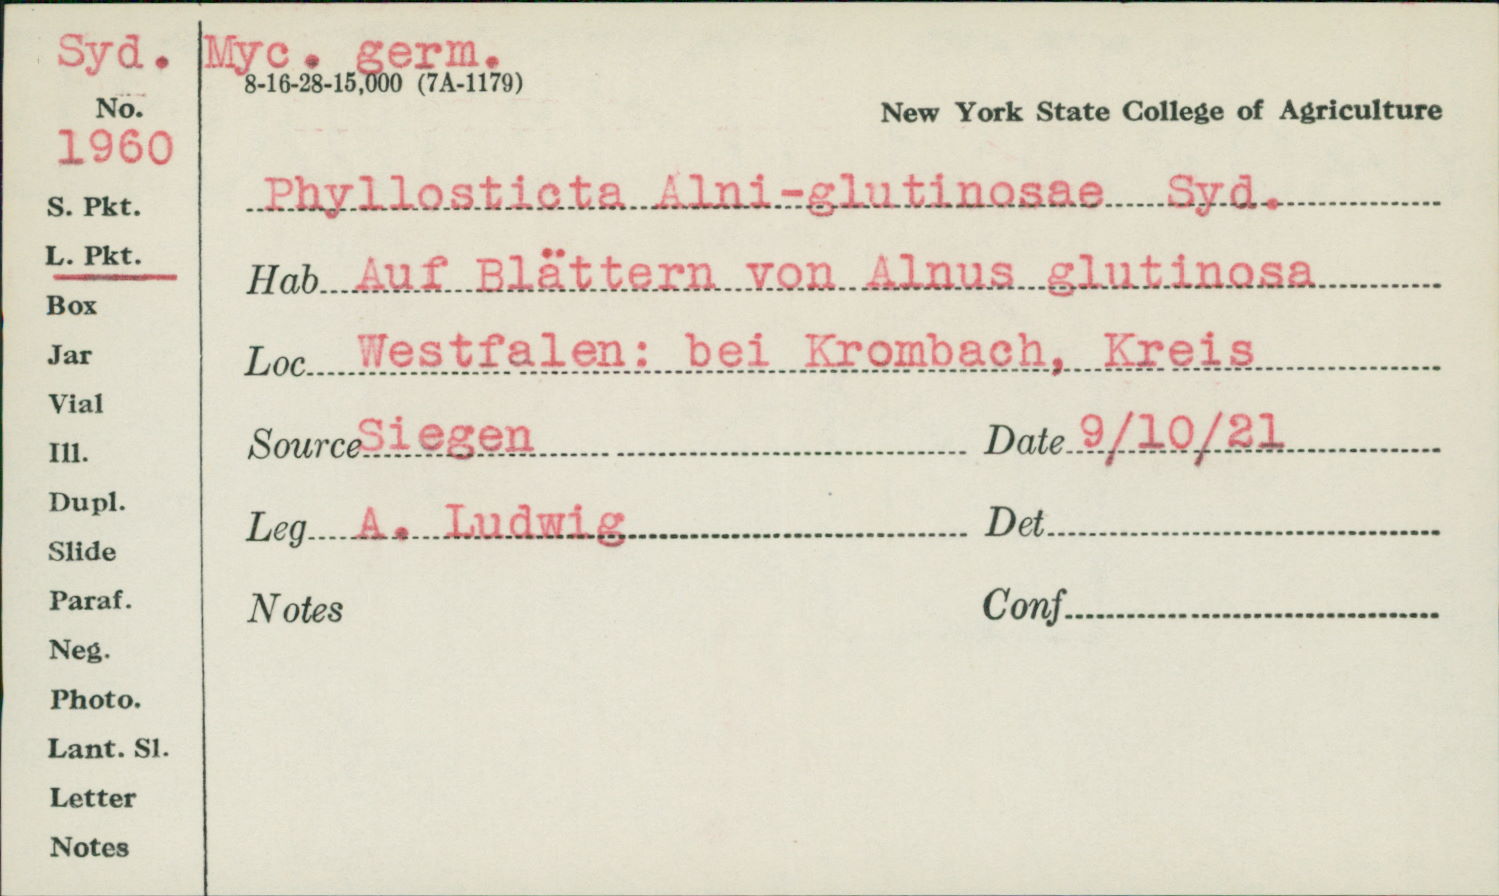 Syd. Myc. germ.
8-16-28-15,000 (7A-1179)
No.
New York State College of Agriculture
1960
Phyllosticta Alni-glutinosae Syd.
S. Pkt.
L. Pkt.
Hab Auf Blättern von Alnus glutinosa
Box
Jar
Loc Westfalen: bei Krombach, Kreis
Vial
Ill.
Source Siegen Date 9/10/21
Dupl.
Slide
Leg A. Ludwig Det
Paraf.
Notes Conf
Neg.
Photo.
Lant. Sl.
Letter
Notes